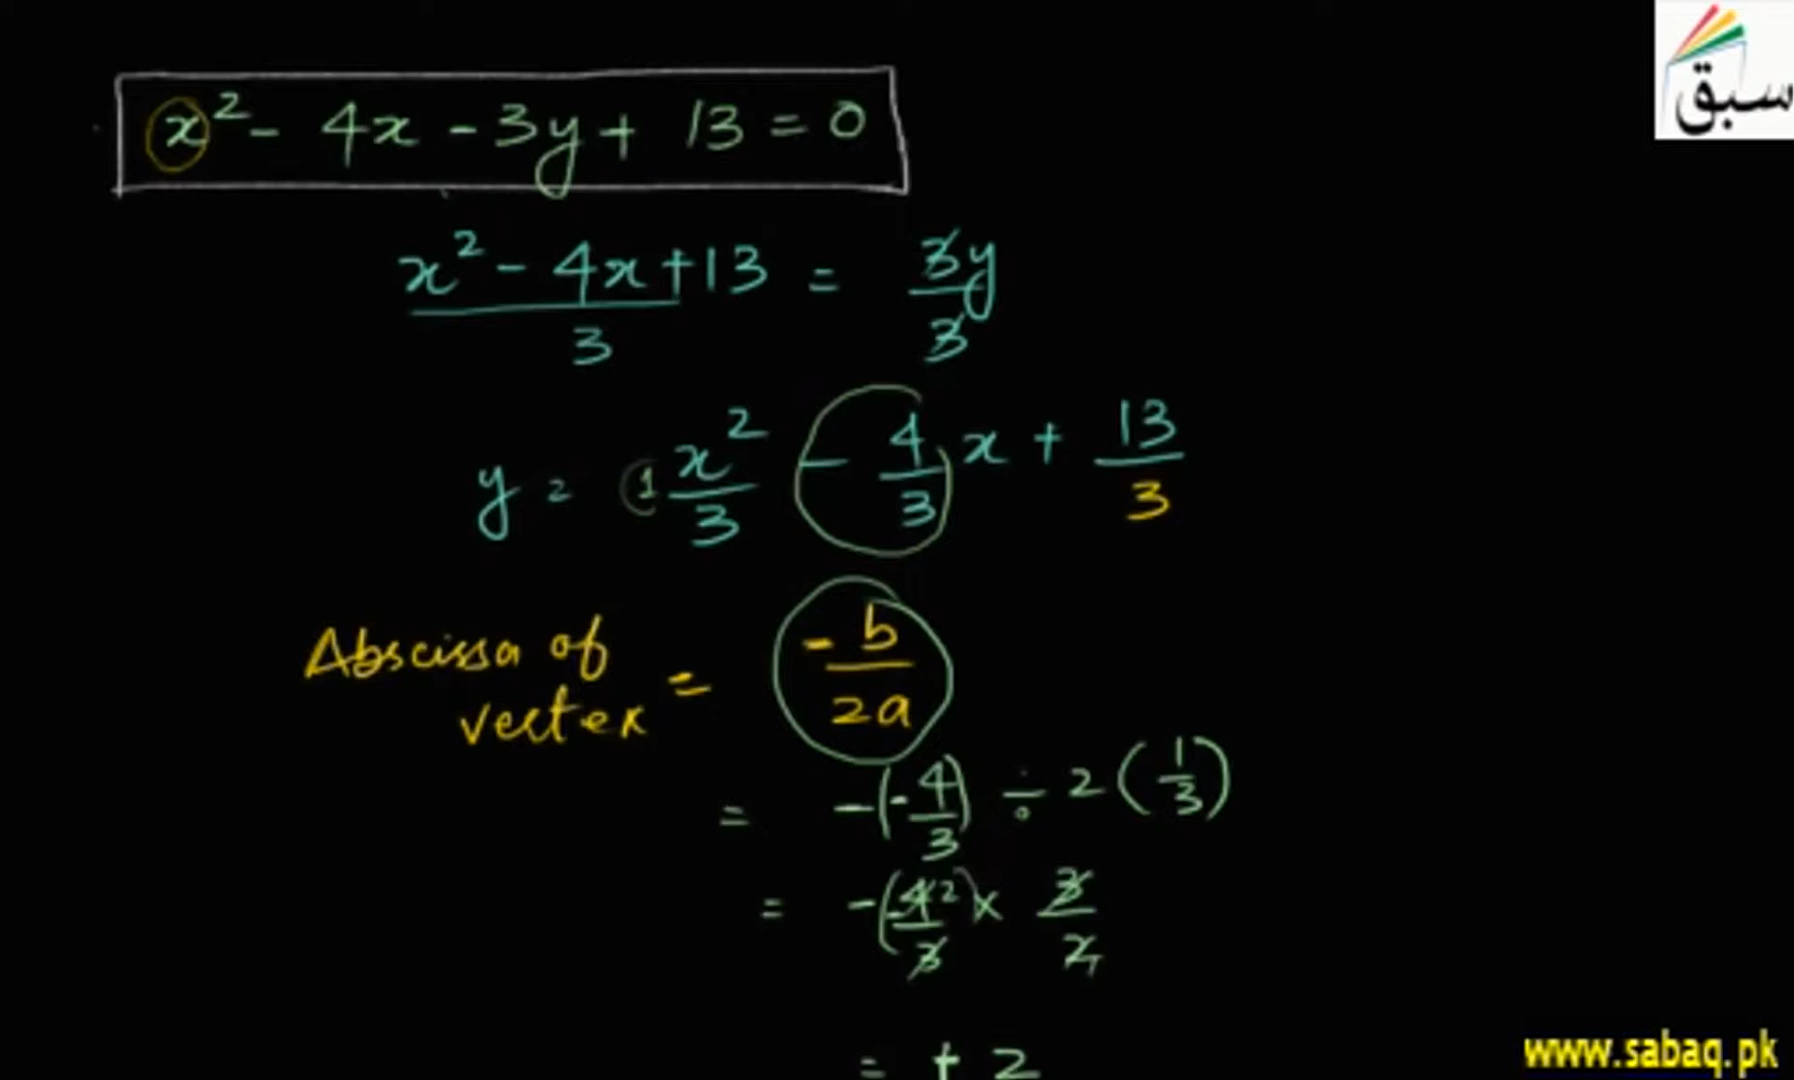 سبق
x² - 4x - 3y + 13 = 0
x² - 4x + 13 / 3 = 3y / 3
y = 1 x²/3 - 4/3 x + 13/3
Abscissa of vertex = -b/2a
= -(-4/3) ÷ 2(1/3)
= -(-4²/3) × 3/2
= + 2
www.sabaq.pk